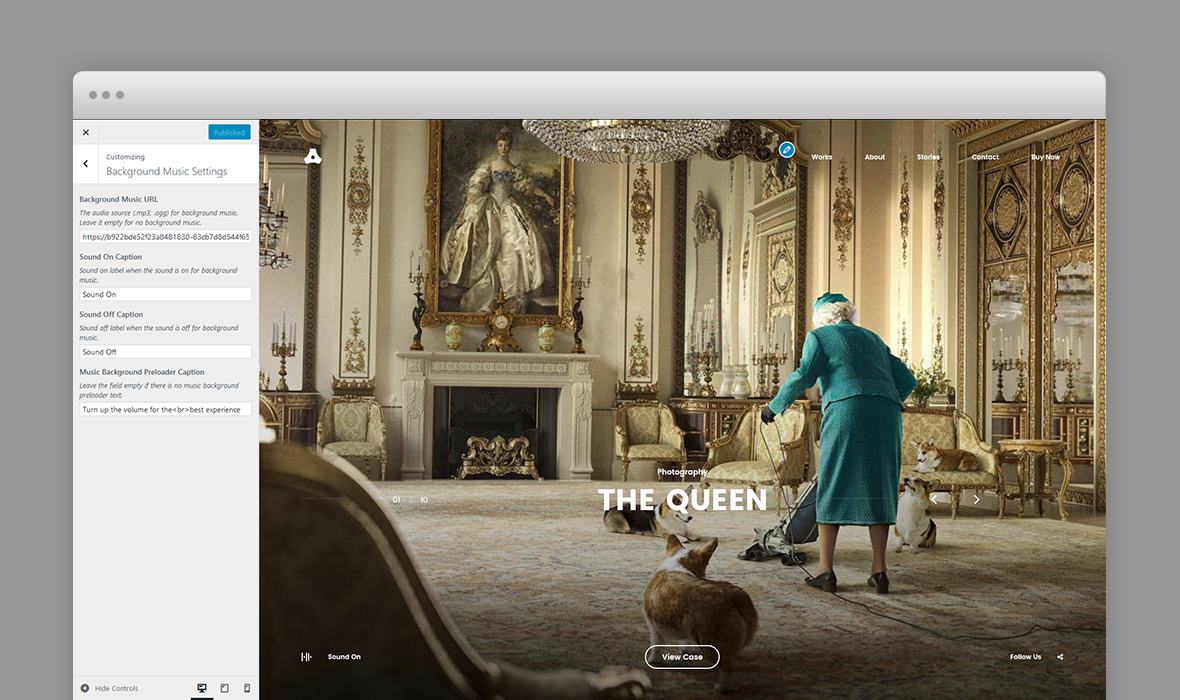 Published
Customizing
Background Music Settings
Background Music URL
The audio source (.mp3, .ogg) for background music.
Leave it empty for no background music.
https://b922bde52f23a8481830-83cb7d8d544f65
Sound On Caption
Sound on label when the sound is on for background
music.
Sound On
Sound Off Caption
Sound off label when the sound is off for background
music.
Sound Off
Music Background Preloader Caption
Leave the field empty if there is no music background
preloader text.
Turn up the volume for the<br>best experience
Hide Controls
Works About Stories Contact Buy Now
Photography
01 10
THE QUEEN
Sound On
View Case
Follow Us